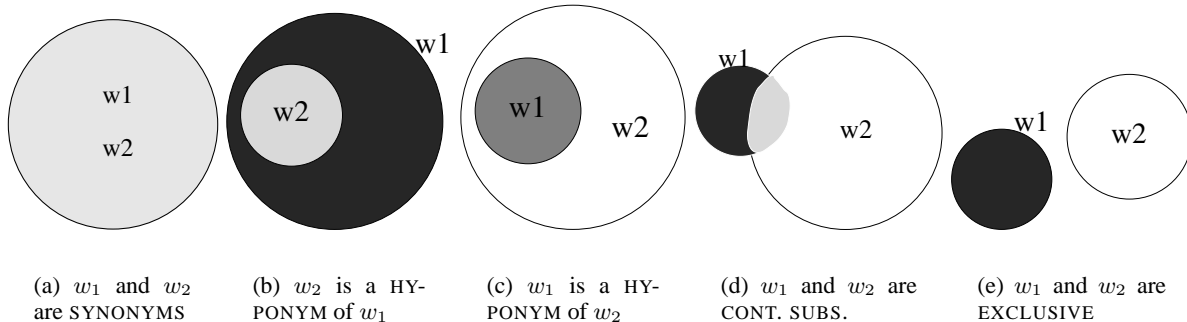 w1
w2
w1
w2
w1
w2
w1
w2
w1
w2
(a) w₁ and w₂
are SYNONYMS
(b) w₂ is a HY-
PONYM of w₁
(c) w₁ is a HY-
PONYM of w₂
(d) w₁ and w₂ are
CONT. SUBS.
(e) w₁ and w₂ are
EXCLUSIVE